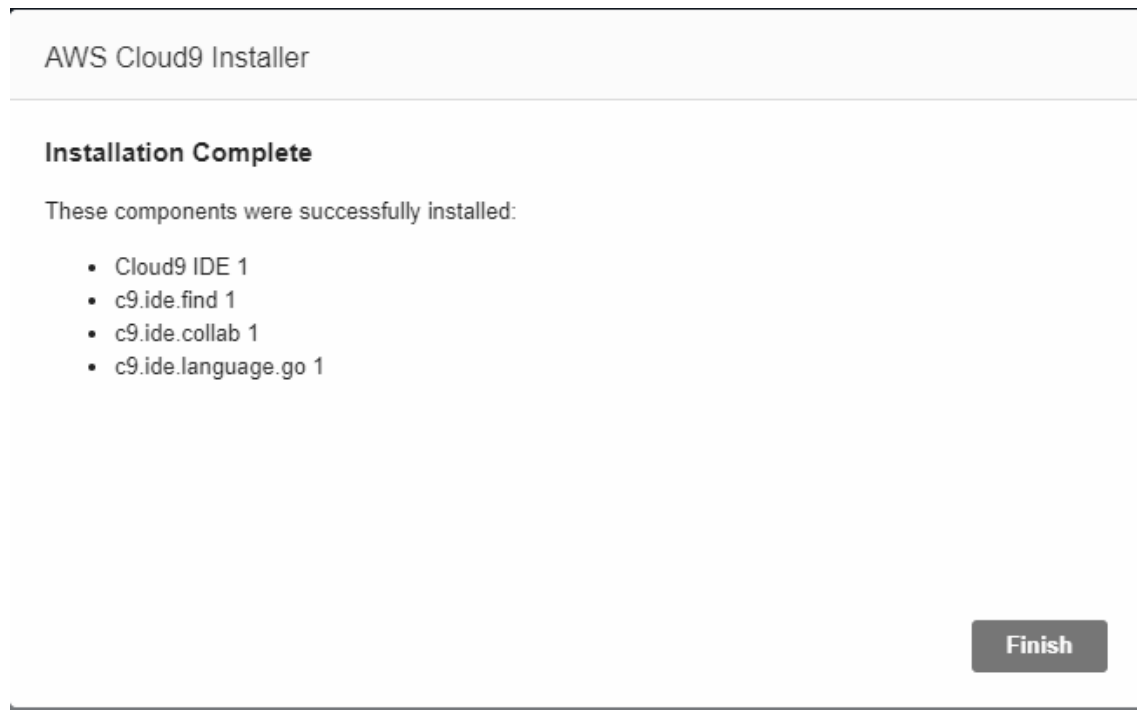 AWS Cloud9 Installer
Installation Complete
These components were successfully installed:
• Cloud9 IDE 1
• c9.ide.find 1
• c9.ide.collab 1
• c9.ide.language.go 1
Finish